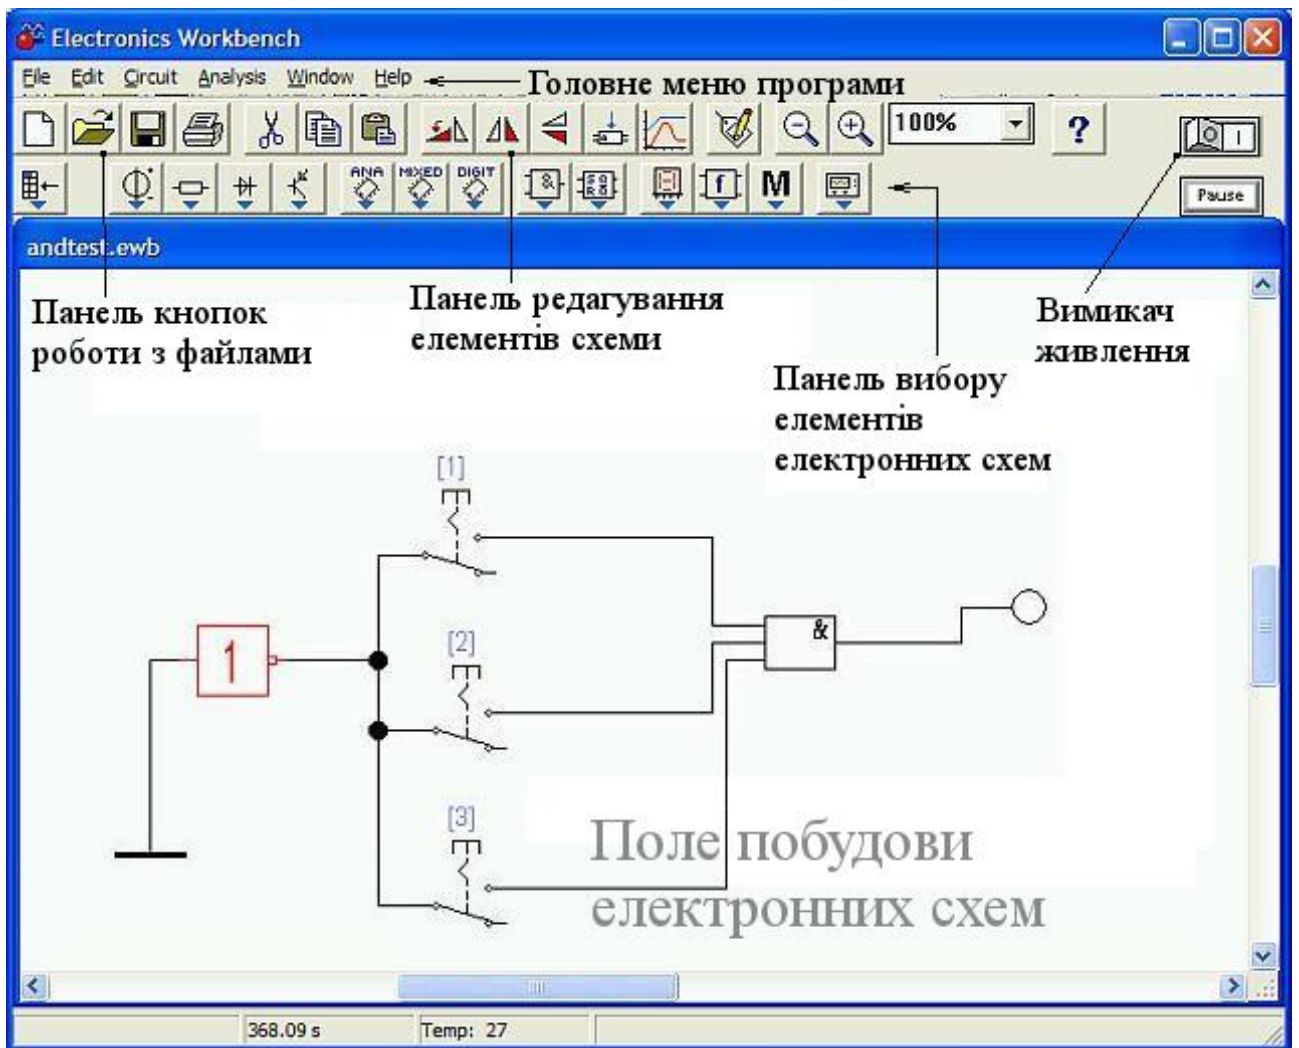 Electronics Workbench
File Edit Circuit Analysis Window Help
Головне меню програми
100%
?
ANA MIXED DIGIT
& f M
Pause
andtest.ewb
Панель кнопок
роботи з файлами
Панель редагування
елементів схеми
Вимикач
живлення
Панель вибору
елементів
електронних схем
[1]
&
1
[2]
[3]
Поле побудови
електронних схем
368.09 s
Temp: 27